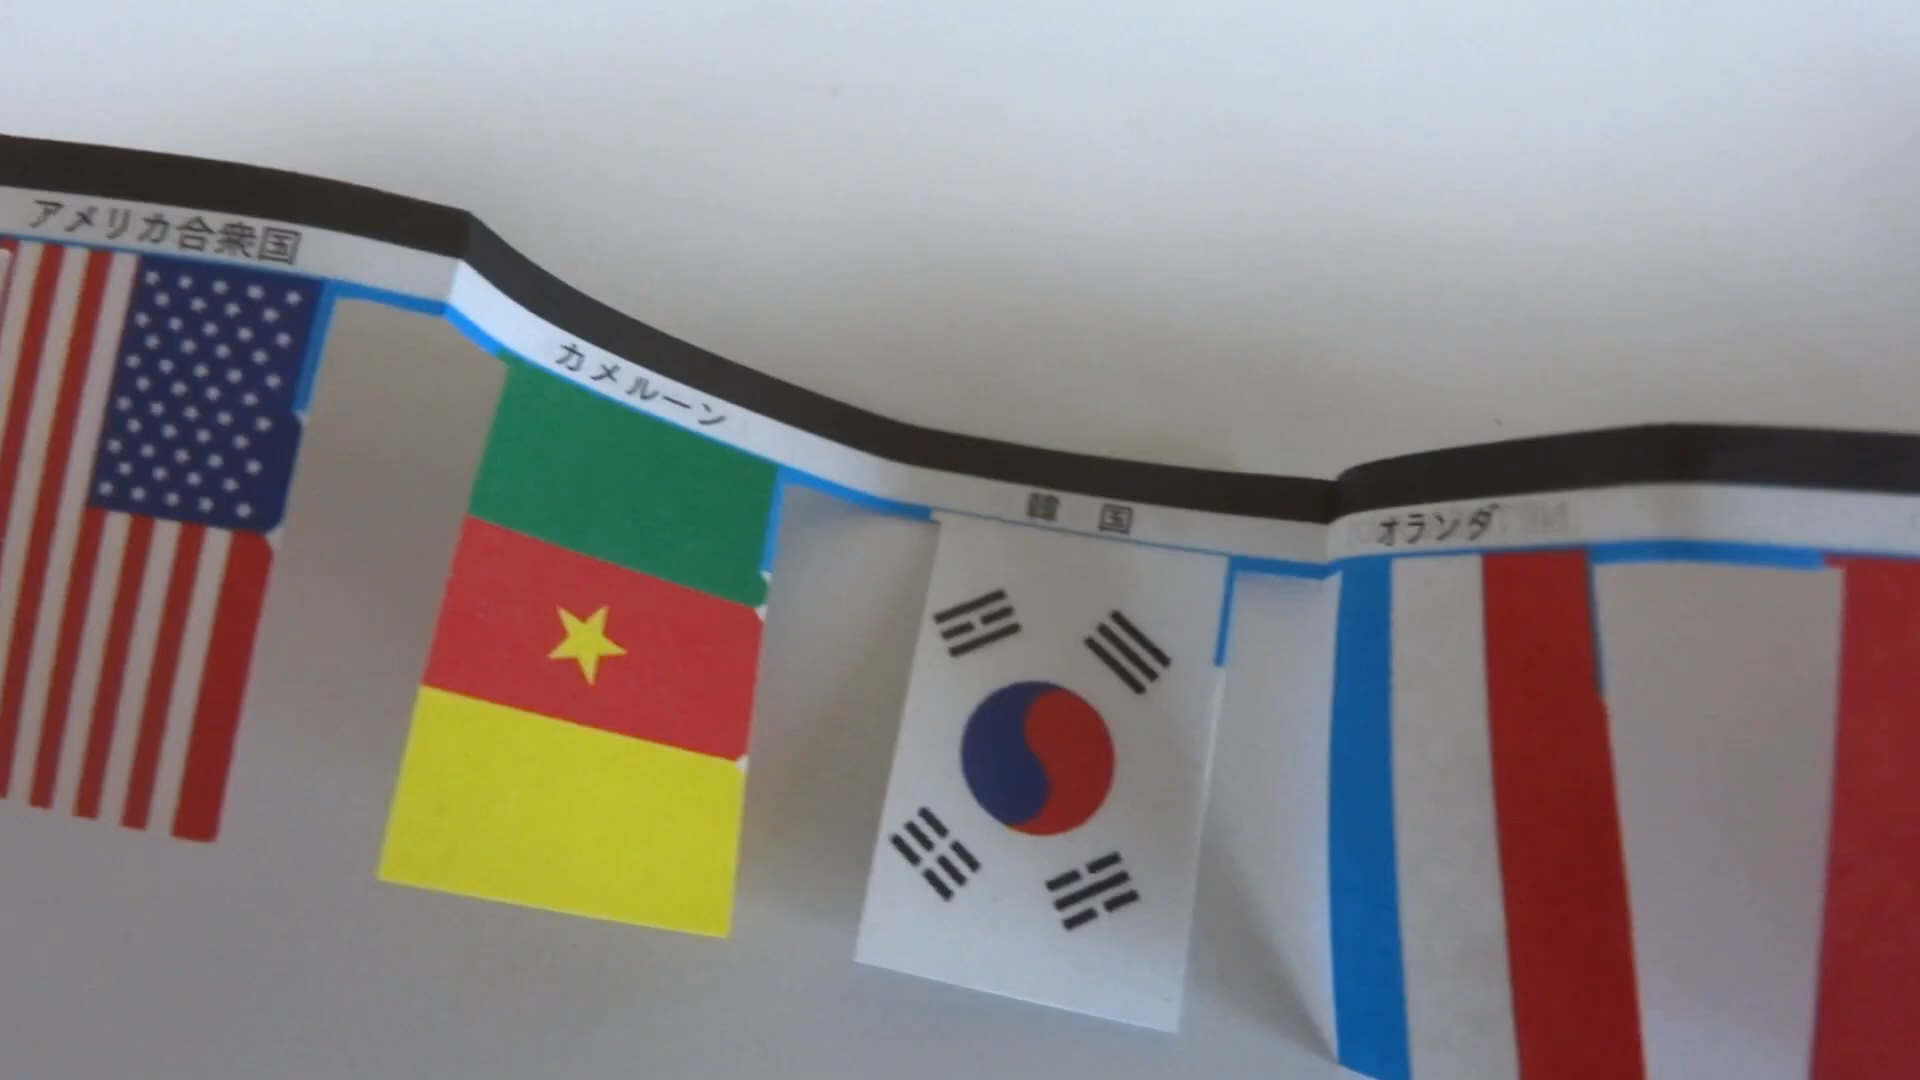 アメリカ合衆国
カメルーン
韓 国
オランダ